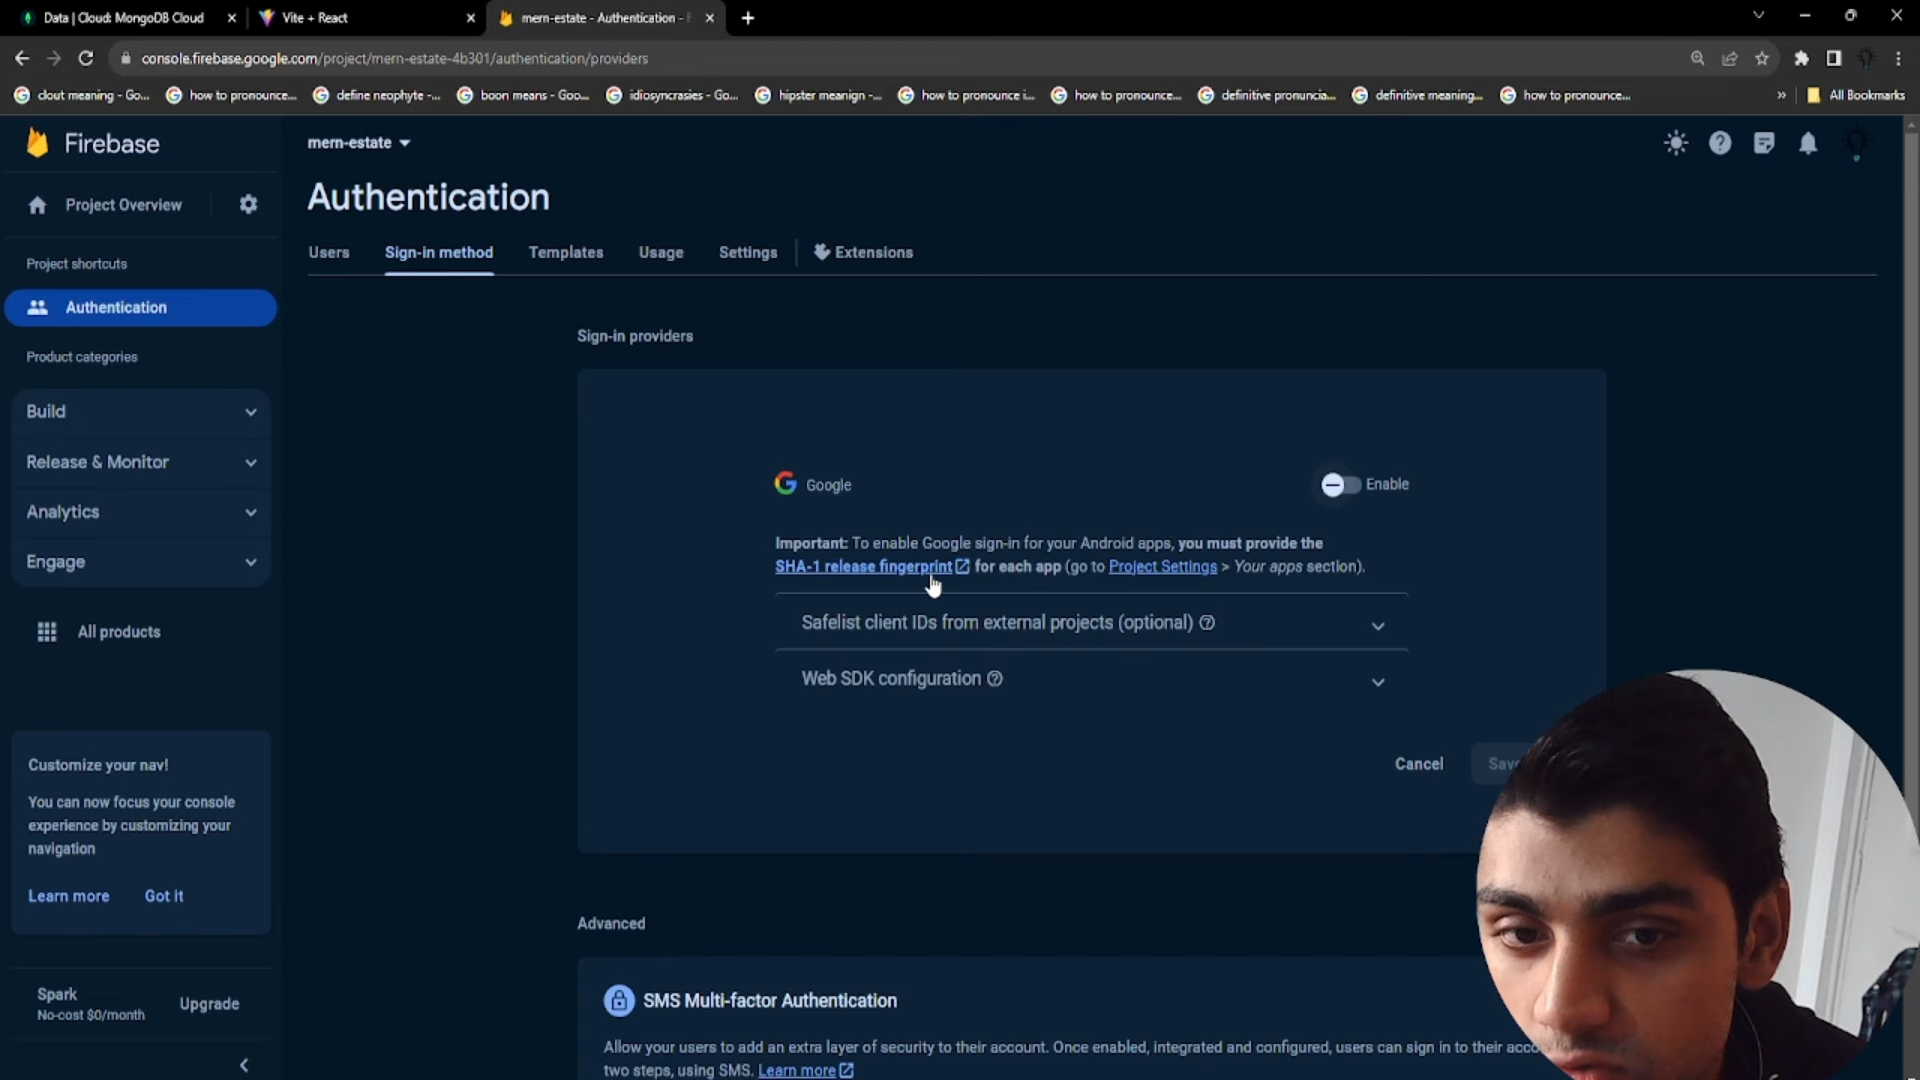 Data | Cloud: MongoDB Cloud
Vite + React
mern-estate - Authentication - F
console.firebase.google.com/project/mern-estate-4b301/authentication/providers
clout meaning - Go...
how to pronounce...
define neophyte -...
boon means - Goo...
idiosyncrasies - Go...
hipster meanign -...
how to pronounce i...
how to pronounce...
definitive pronuncia...
definitive meaning...
how to pronounce...
»
All Bookmarks
Firebase
mern-estate
Authentication
Project Overview
Users
Sign-in method
Templates
Usage
Settings
Extensions
Project shortcuts
Authentication
Product categories
Build
Release & Monitor
Analytics
Engage
All products
Customize your nav!
You can now focus your console
experience by customizing your
navigation
Learn more
Got it
Spark
No-cost $0/month
Upgrade
Sign-in providers
Google
Enable
Important: To enable Google sign-in for your Android apps, you must provide the
SHA-1 release fingerprint for each app (go to Project Settings > Your apps section).
Safelist client IDs from external projects (optional)
Web SDK configuration
Cancel
Advanced
SMS Multi-factor Authentication
Allow your users to add an extra layer of security to their account. Once enabled, integrated and configured, users can sign in to their
two steps, using SMS. Learn more